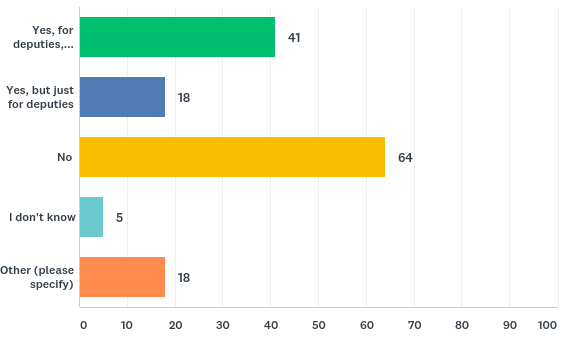 Yes, for
deputies,...
41
Yes, but just
for deputies
18
No
64
I don't know
5
Other (please
specify)
18
0 10 20 30 40 50 60 70 80 90 100